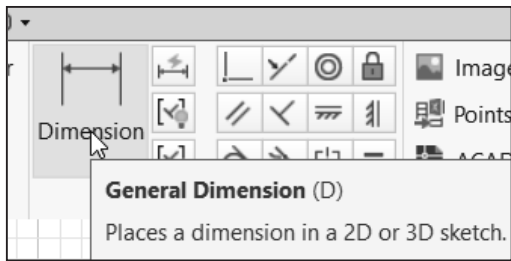 Image
Dimension
Points
General Dimension (D)
Places a dimension in a 2D or 3D sketch.